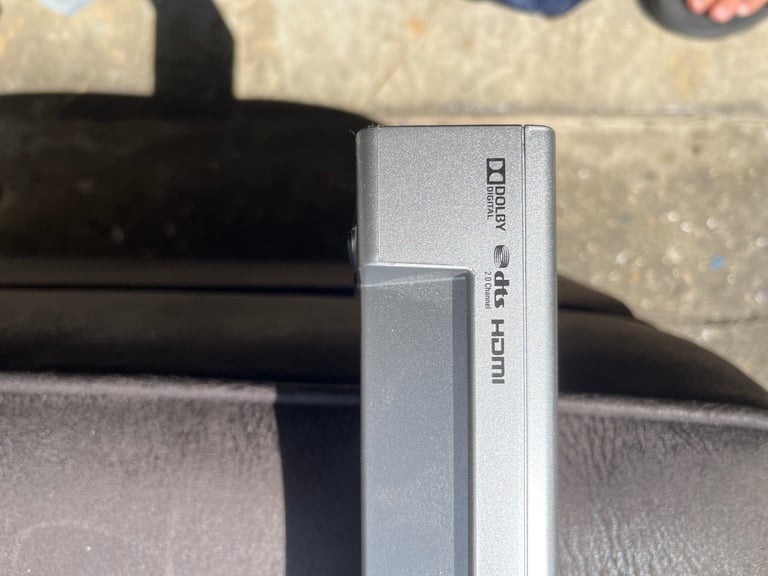 DOLBY
DIGITAL
dts
2.0 Channel
HDMI